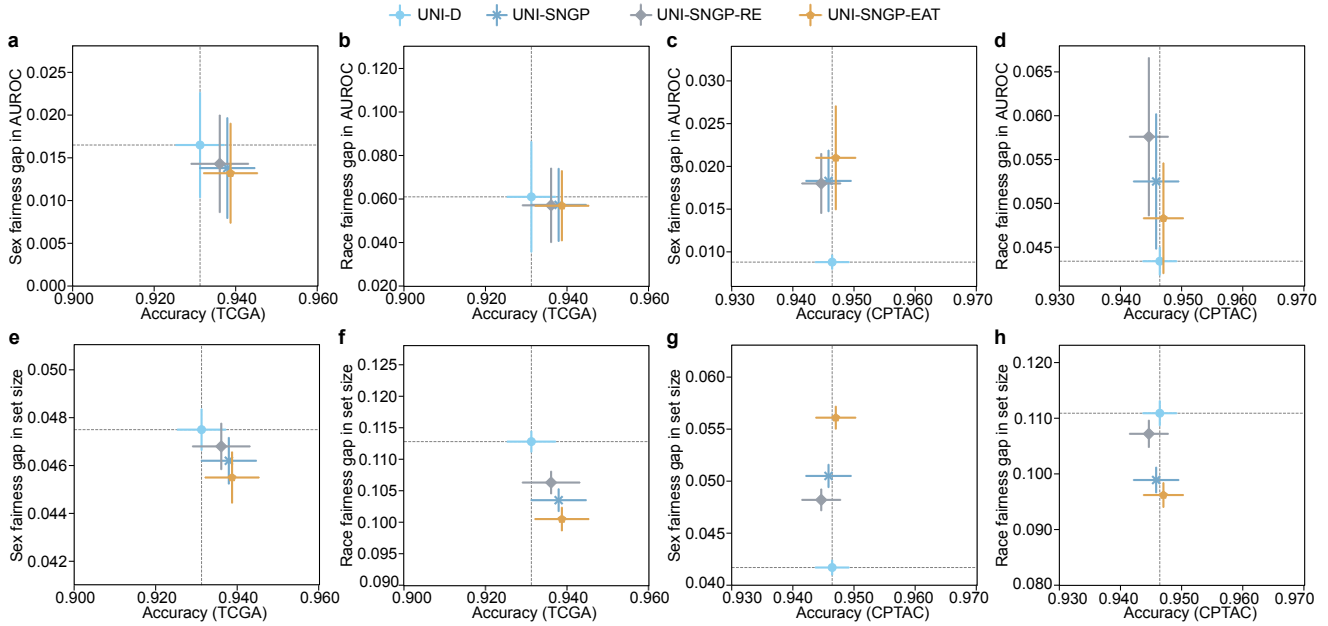 UNI-D UNI-SNGP UNI-SNGP-RE UNI-SNGP-EAT
a
Sex fairness gap in AUROC
0.025
0.020
0.015
0.010
0.005
0.000
0.900 0.920 0.940 0.960
Accuracy (TCGA)
b
Race fairness gap in AUROC
0.120
0.100
0.080
0.060
0.040
0.020
0.900 0.920 0.940 0.960
Accuracy (TCGA)
c
Sex fairness gap in AUROC
0.030
0.025
0.020
0.015
0.010
0.930 0.940 0.950 0.960 0.970
Accuracy (CPTAC)
d
Race fairness gap in AUROC
0.065
0.060
0.055
0.050
0.045
0.930 0.940 0.950 0.960 0.970
Accuracy (CPTAC)
e
Sex fairness gap in set size
0.050
0.048
0.046
0.044
0.042
0.900 0.920 0.940 0.960
Accuracy (TCGA)
f
Race fairness gap in set size
0.125
0.120
0.115
0.110
0.105
0.100
0.095
0.090
0.900 0.920 0.940 0.960
Accuracy (TCGA)
g
Sex fairness gap in set size
0.060
0.055
0.050
0.045
0.040
0.930 0.940 0.950 0.960 0.970
Accuracy (CPTAC)
h
Race fairness gap in set size
0.120
0.110
0.100
0.090
0.080
0.930 0.940 0.950 0.960 0.970
Accuracy (CPTAC)